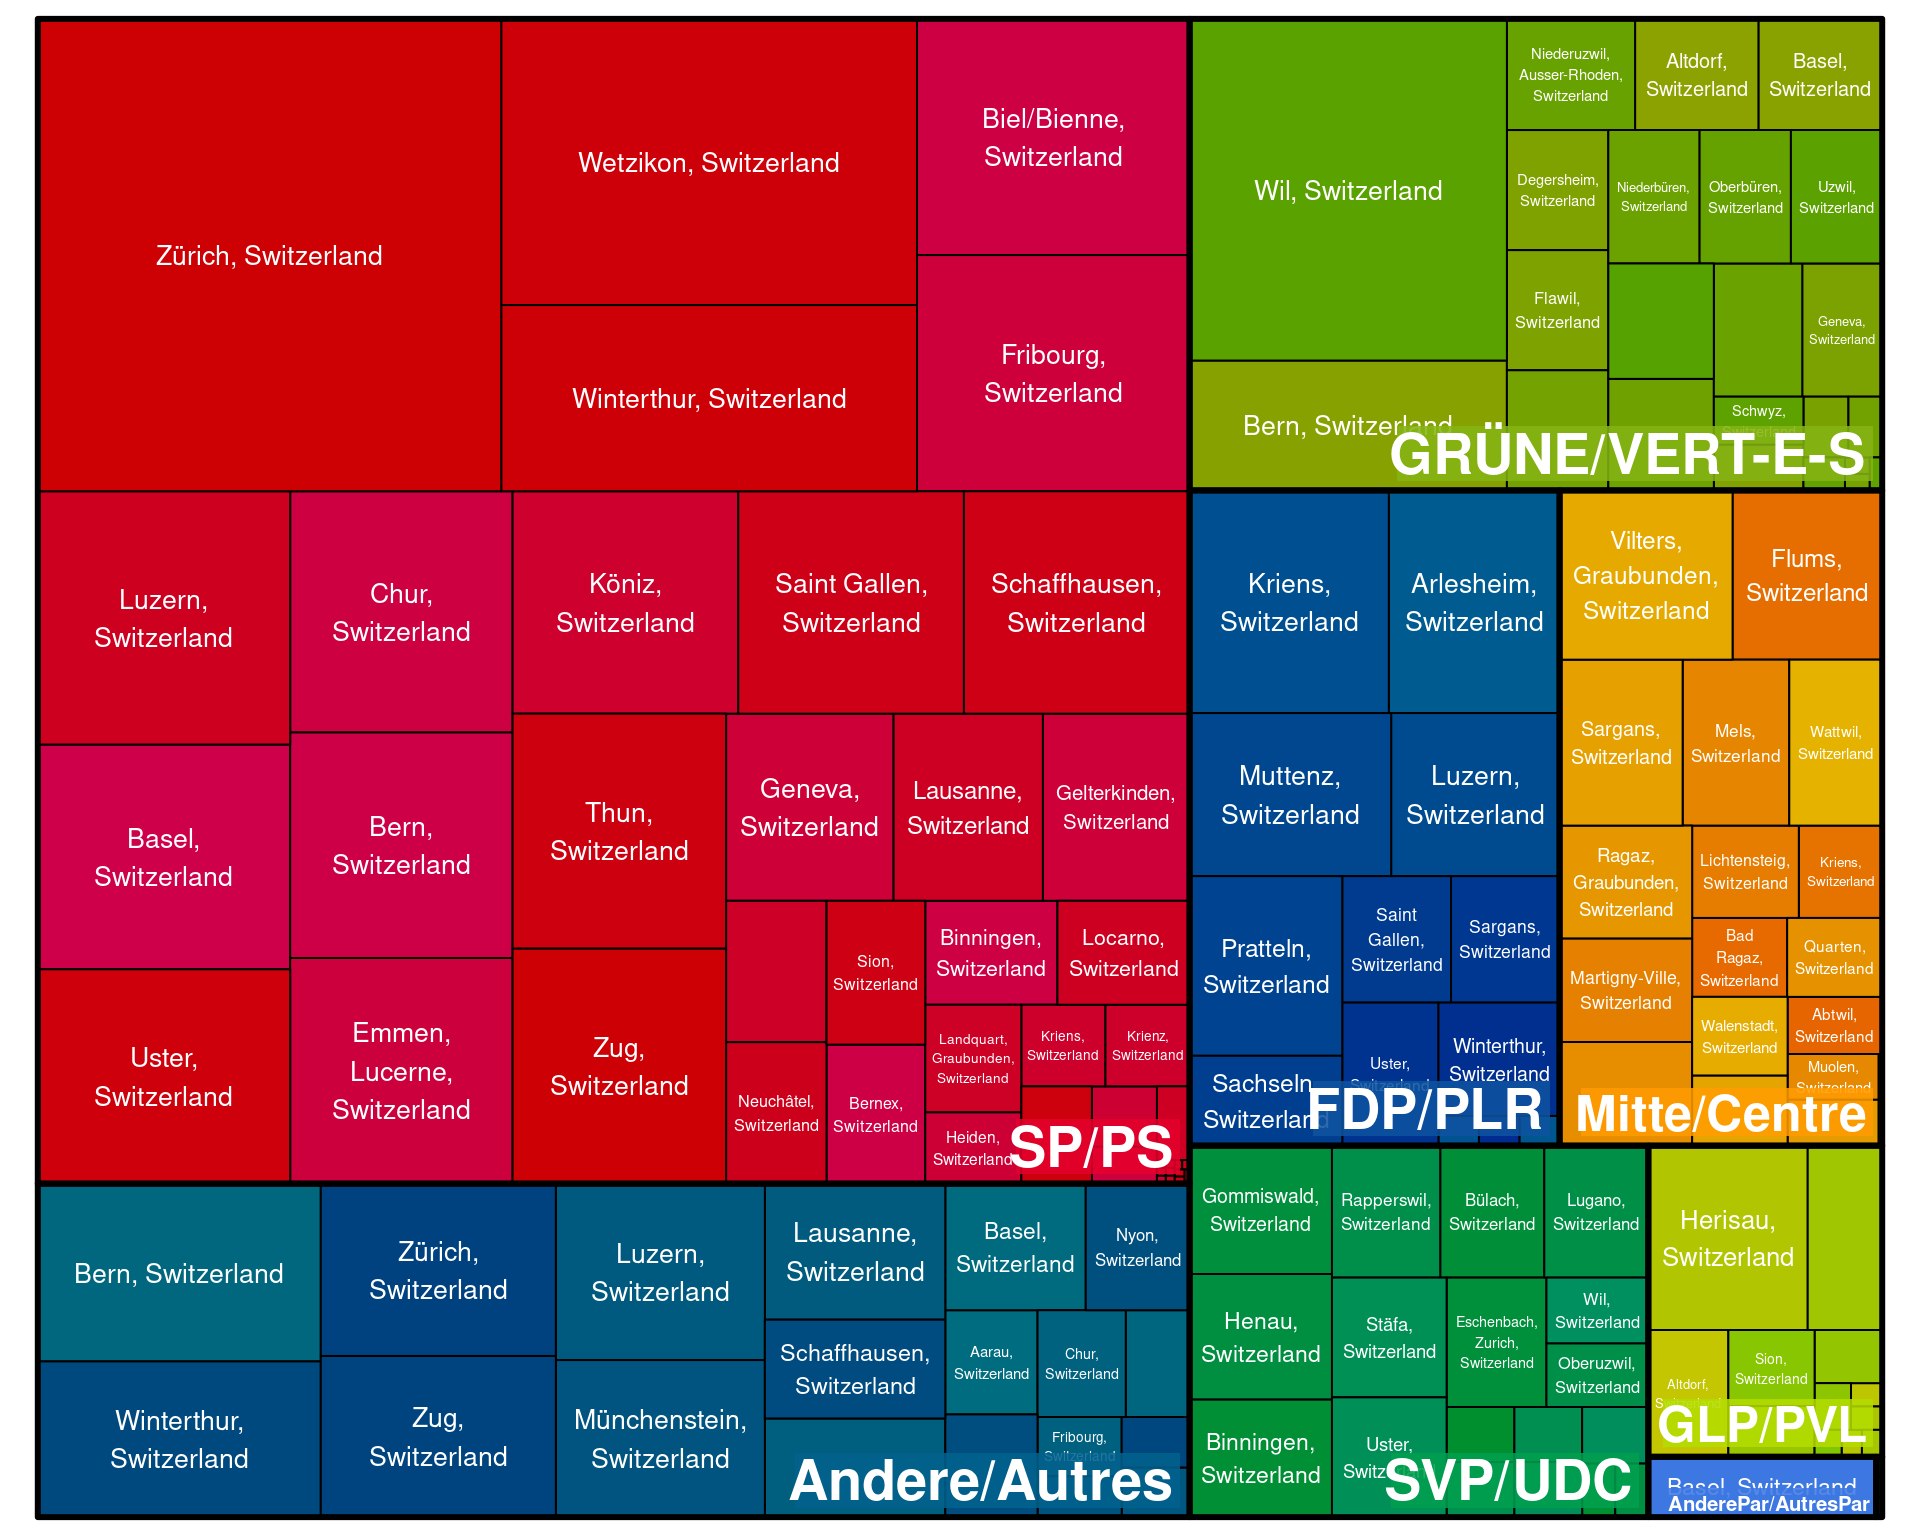 Zürich, Switzerland
Wetzikon, Switzerland
Winterthur, Switzerland
Biel/Bienne,
Switzerland
Fribourg,
Switzerland
Luzern,
Switzerland
Chur,
Switzerland
Köniz,
Switzerland
Saint Gallen,
Switzerland
Schaffhausen,
Switzerland
Basel,
Switzerland
Bern,
Switzerland
Thun,
Switzerland
Geneva,
Switzerland
Lausanne,
Switzerland
Gelterkinden,
Switzerland
Uster,
Switzerland
Emmen,
Lucerne,
Switzerland
Zug,
Switzerland
Sion,
Switzerland
Binningen,
Switzerland
Locarno,
Switzerland
Landquart,
Graubunden,
Switzerland
Kriens,
Switzerland
Krienz,
Switzerland
Neuchâtel,
Switzerland
Bernex,
Switzerland
Heiden,
Switzerland
SP/PS
Wil, Switzerland
Bern, Switzerland
Niederuzwil,
Ausser-Rhoden,
Switzerland
Altdorf,
Switzerland
Basel,
Switzerland
Degersheim,
Switzerland
Niederbüren,
Switzerland
Oberbüren,
Switzerland
Uzwil,
Switzerland
Flawil,
Switzerland
Geneva,
Switzerland
Schwyz,
Switzerland
GRÜNE/VERT-E-S
Kriens,
Switzerland
Arlesheim,
Switzerland
Muttenz,
Switzerland
Luzern,
Switzerland
Pratteln,
Switzerland
Saint
Gallen,
Switzerland
Sargans,
Switzerland
Sachseln,
Switzerland
Uster,
Switzerland
Winterthur,
Switzerland
FDP/PLR
Vilters,
Graubunden,
Switzerland
Flums,
Switzerland
Sargans,
Switzerland
Mels,
Switzerland
Wattwil,
Switzerland
Ragaz,
Graubunden,
Switzerland
Lichtensteig,
Switzerland
Kriens,
Switzerland
Martigny-Ville,
Switzerland
Bad
Ragaz,
Switzerland
Quarten,
Switzerland
Walenstadt,
Switzerland
Abtwil,
Switzerland
Muolen,
Switzerland
Mitte/Centre
Bern, Switzerland
Zürich,
Switzerland
Luzern,
Switzerland
Lausanne,
Switzerland
Basel,
Switzerland
Nyon,
Switzerland
Winterthur,
Switzerland
Zug,
Switzerland
Münchenstein,
Switzerland
Schaffhausen,
Switzerland
Aarau,
Switzerland
Chur,
Switzerland
Fribourg,
Switzerland
Andere/Autres
Gommiswald,
Switzerland
Rapperswil,
Switzerland
Bülach,
Switzerland
Lugano,
Switzerland
Henau,
Switzerland
Stäfa,
Switzerland
Eschenbach,
Zurich,
Switzerland
Wil,
Switzerland
Oberuzwil,
Switzerland
Binningen,
Switzerland
Uster,
Switzerland
SVP/UDC
Herisau,
Switzerland
Altdorf,
Switzerland
Sion,
Switzerland
GLP/PVL
Basel, Switzerland
AnderePar/AutresPar